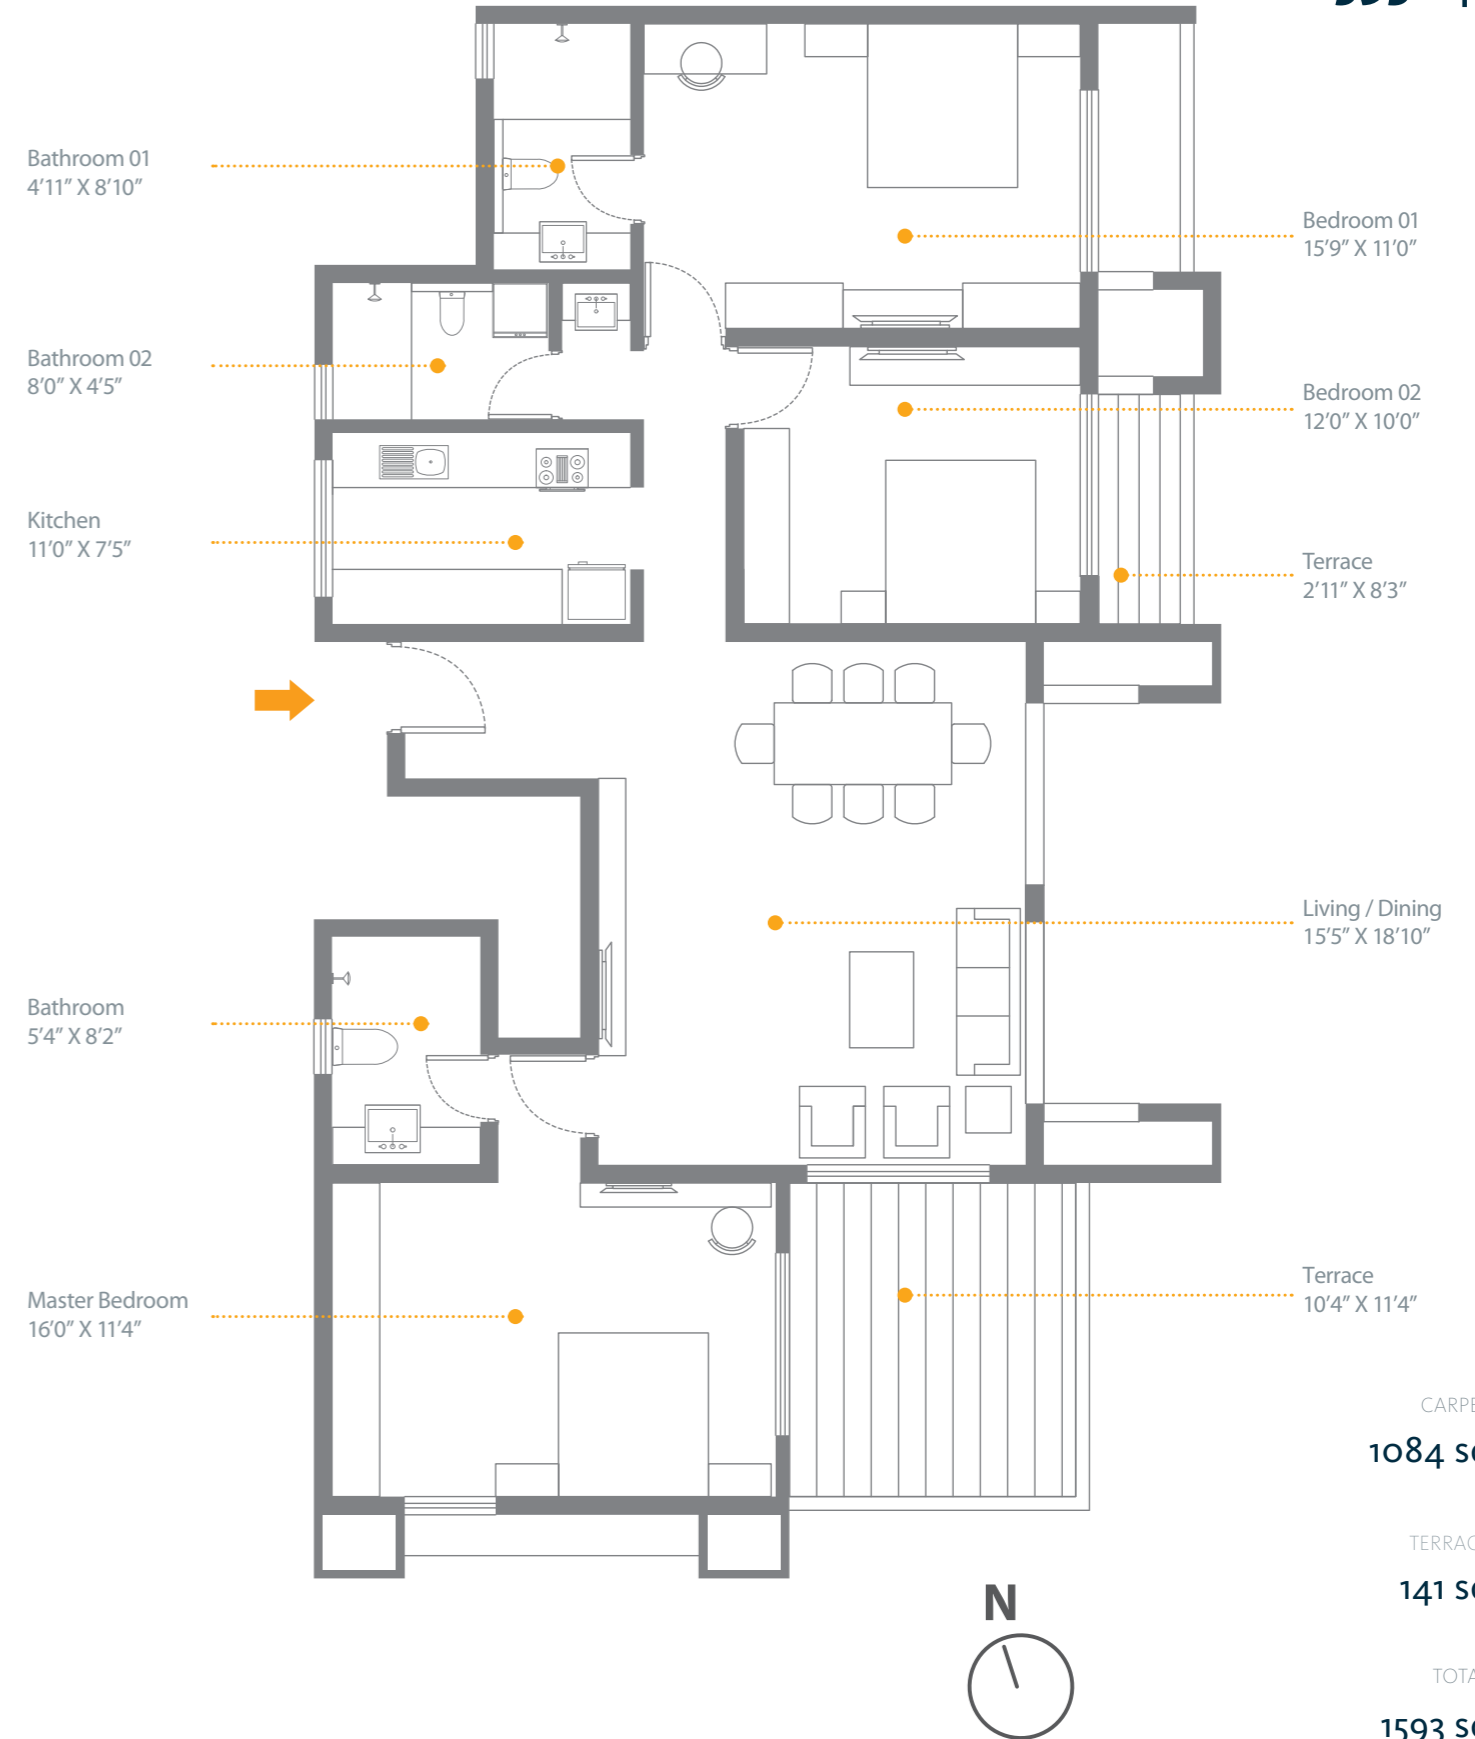 Bathroom 01
4'11" X 8'10"
Bedroom 01
15'9" X 11'0"
Bathroom 02
8'0" X 4'5"
Bedroom 02
12'0" X 10'0"
Kitchen
11'0" X 7'5"
Terrace
2'11" X 8'3"
Living / Dining
15'5" X 18'10"
Bathroom
5'4" X 8'2"
Master Bedroom
16'0" X 11'4"
Terrace
10'4" X 11'4"
1084
141
1593
N